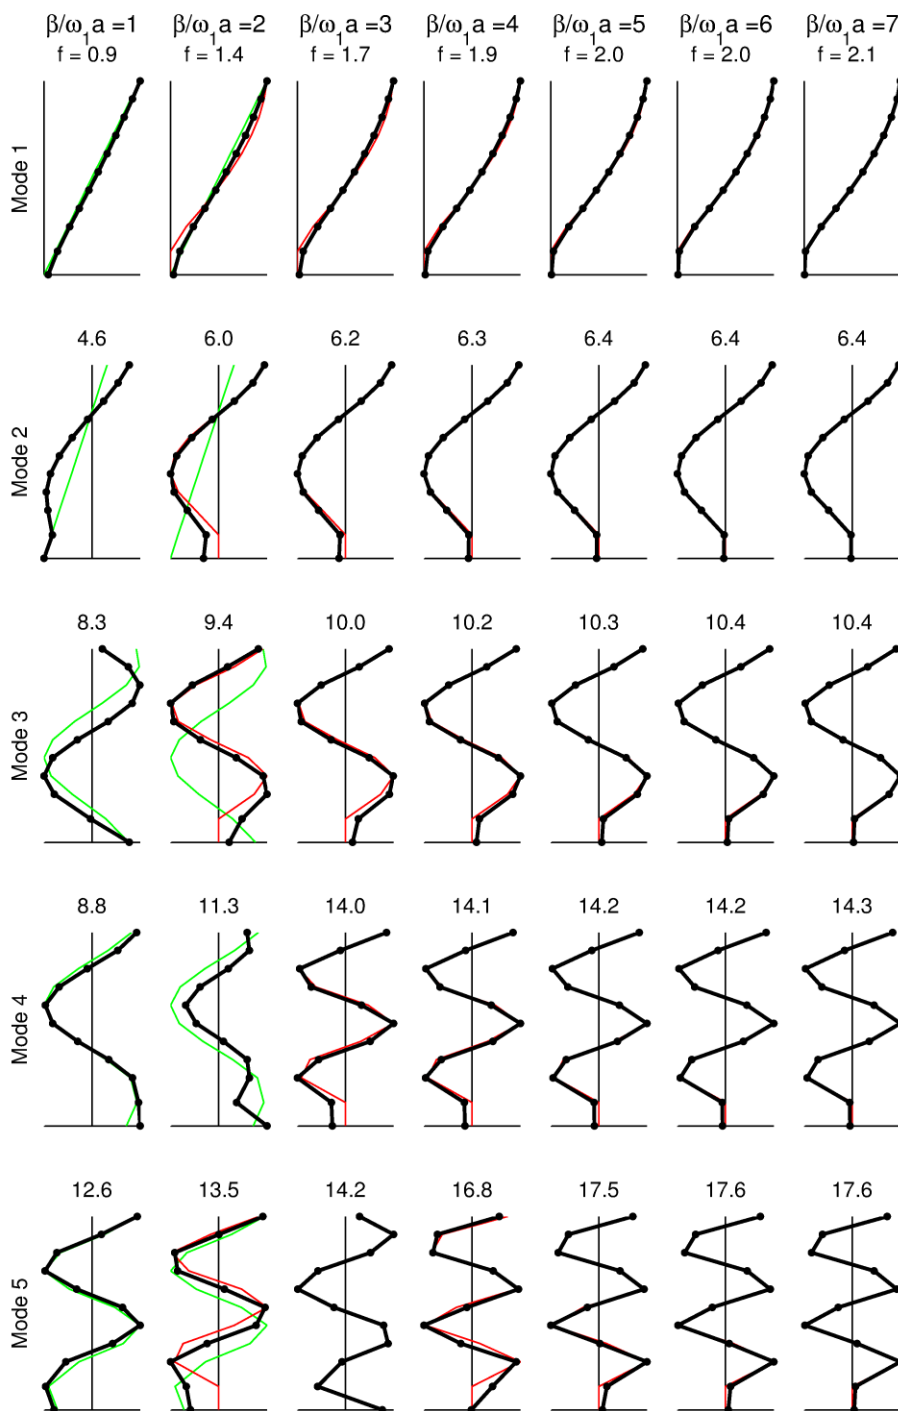 β/ω₁a =1 β/ω₁a =2 β/ω₁a =3 β/ω₁a =4 β/ω₁a =5 β/ω₁a =6 β/ω₁a =7
f = 0.9 f = 1.4 f = 1.7 f = 1.9 f = 2.0 f = 2.0 f = 2.1
Mode 1
4.6 6.0 6.2 6.3 6.4 6.4 6.4
Mode 2
8.3 9.4 10.0 10.2 10.3 10.4 10.4
Mode 3
8.8 11.3 14.0 14.1 14.2 14.2 14.3
Mode 4
12.6 13.5 14.2 16.8 17.5 17.6 17.6
Mode 5